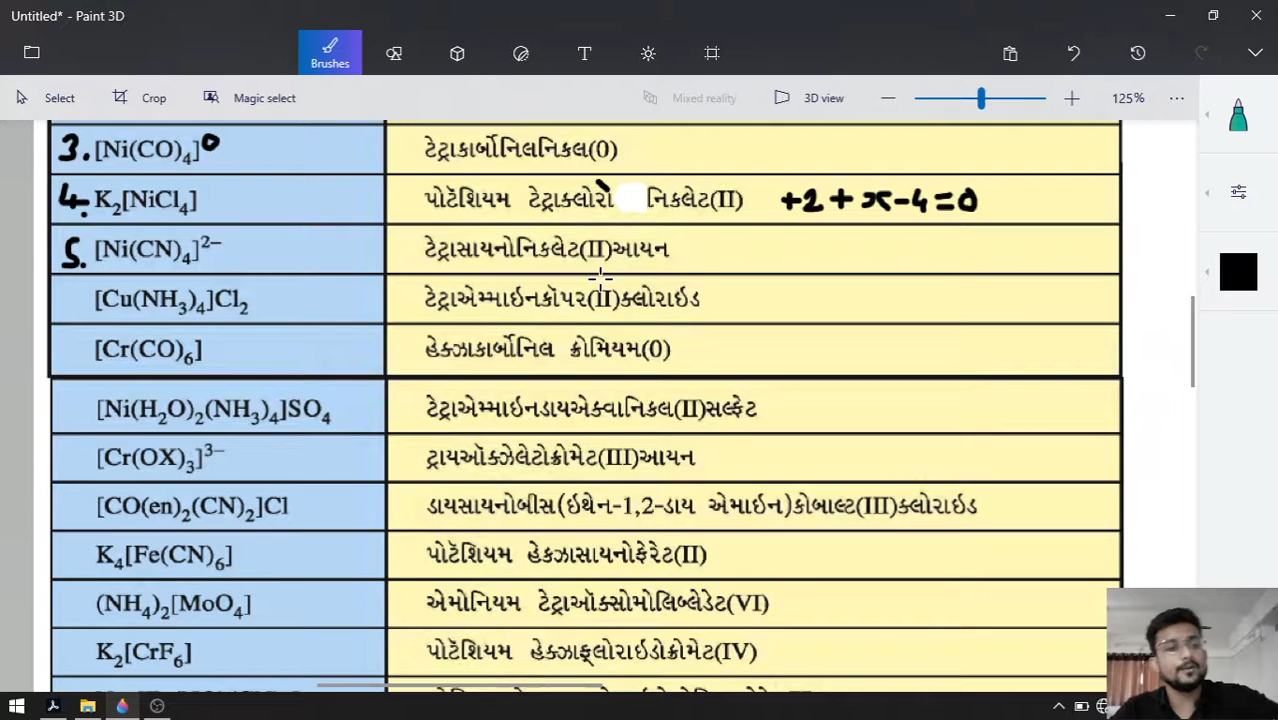 Untitled* - Paint 3D
Brushes
Select Crop Magic select Mixed reality 3D view 125%
3. [Ni(CO)₄]⁰ ટેટ્રાકાર્બોનિલનિકલ(0)
4. K₂[NiCl₄] પોટૅશિયમ ટેટ્રાક્લોરો નિકલેટ(II) +2 + x - 4 = 0
5. [Ni(CN)₄]²⁻ ટેટ્રાસાયનોનિકલેટ(II)આયન
[Cu(NH₃)₄]Cl₂ ટેટ્રાએમ્માઇનકૉપર(II)ક્લોરાઇડ
[Cr(CO)₆] હેક્ઝાકાર્બોનિલ ક્રોમિયમ(0)
[Ni(H₂O)₂(NH₃)₄]SO₄ ટેટ્રાએમ્માઇનડાયએક્વાનિકલ(II)સલ્ફેટ
[Cr(OX)₃]³⁻ ટ્રાયઑક્ઝેલેટોક્રોમેટ(III)આયન
[CO(en)₂(CN)₂]Cl ડાયસાયનોબીસ(ઇથેન-1,2-ડાય એમાઇન)કોબાલ્ટ(III)ક્લોરાઇડ
K₄[Fe(CN)₆] પોટૅશિયમ હેક્ઝાસાયનોફેરેટ(II)
(NH₄)₂[MoO₄] એમોનિયમ ટેટ્રાઑક્સોમોલિબ્લેડેટ(VI)
K₂[CrF₆] પોટૅશિયમ હેક્ઝાફ્લોરાઇડોક્રોમેટ(IV)